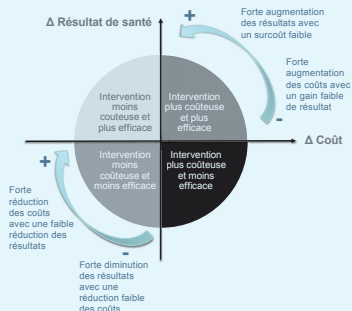 Δ Résultat de santé
+
Forte augmentation
des résultats avec
un surcoût faible
Forte
augmentation
des coûts avec
un gain faible
de résultat
-
Intervention
moins
couteuse et
plus efficace
Intervention
plus coûteuse
et plus
efficace
Δ Coût
Intervention
moins
coûteuse et
moins efficace
Intervention
plus coûteuse
et moins
efficace
+
Forte
réduction
des coûts
avec une faible
réduction des
résultats
-
Forte diminution
des résultats
avec une
réduction faible
des coûts